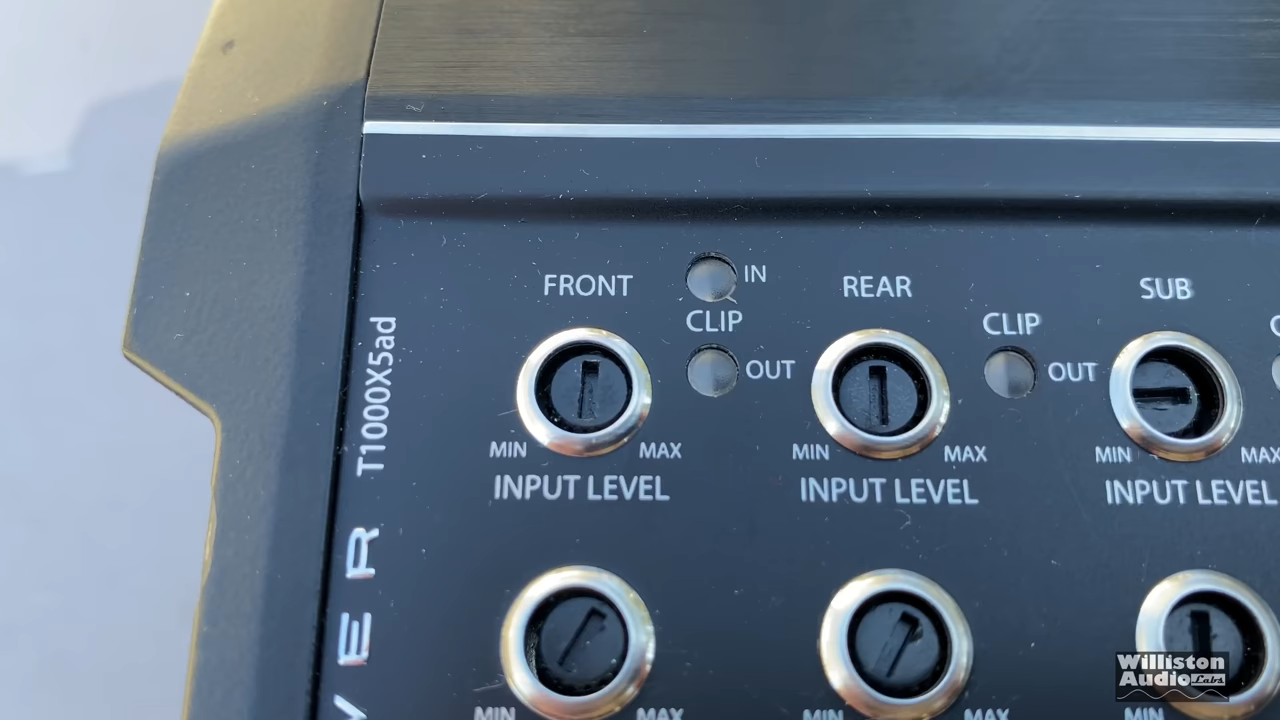 FRONT
IN
CLIP
OUT
MIN MAX
INPUT LEVEL
REAR
CLIP
OUT
MIN MAX
INPUT LEVEL
SUB
MIN MAX
INPUT LEVEL
T1000X5ad
MIN MAX
MIN MAX
MIN
Williston
Audio Labs